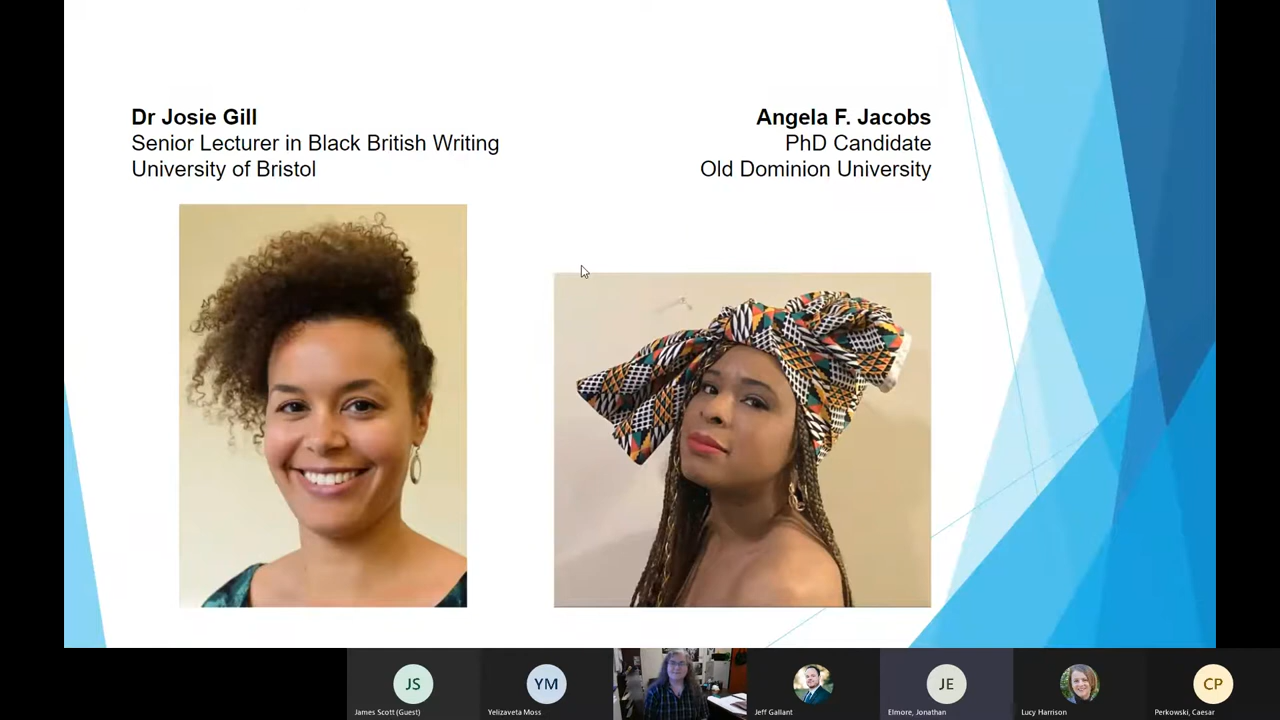 Dr Josie Gill
Senior Lecturer in Black British Writing
University of Bristol
Angela F. Jacobs
PhD Candidate
Old Dominion University
JS
James Scott (Guest)
YM
Yelizaveta Moss
Jeff Gallant
JE
Elmore, Jonathan
Lucy Harrison
CP
Perkowski, Caesar